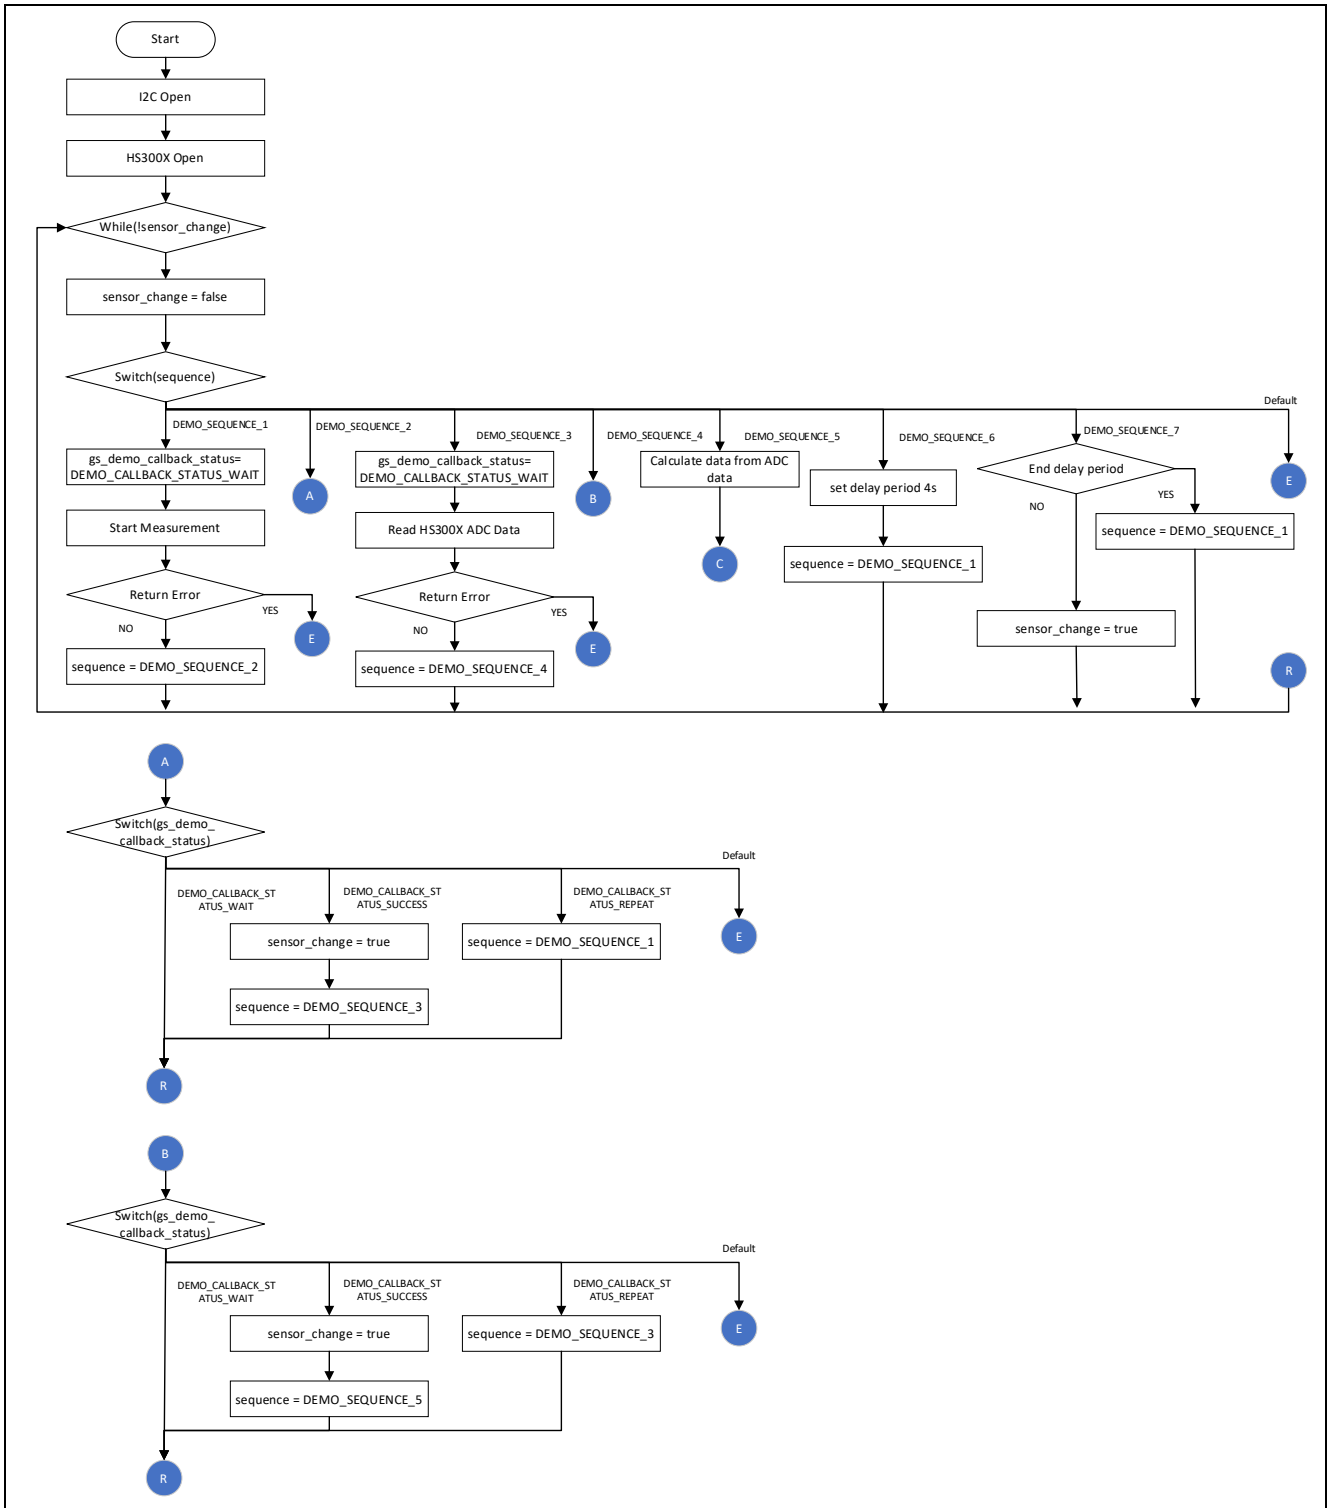 Start
I2C Open
HS300X Open
While(!sensor_change)
sensor_change = false
Switch(sequence)
Default
DEMO_SEQUENCE_1
DEMO_SEQUENCE_2
DEMO_SEQUENCE_3
DEMO_SEQUENCE_4
DEMO_SEQUENCE_5
DEMO_SEQUENCE_6
DEMO_SEQUENCE_7
gs_demo_callback_status=
DEMO_CALLBACK_STATUS_WAIT
A
gs_demo_callback_status=
DEMO_CALLBACK_STATUS_WAIT
B
Calculate data from ADC
data
set delay period 4s
End delay period
E
NO
YES
Start Measurement
Read HS300X ADC Data
C
sequence = DEMO_SEQUENCE_1
sequence = DEMO_SEQUENCE_1
Return Error
YES
NO
E
Return Error
YES
NO
E
sensor_change = true
sequence = DEMO_SEQUENCE_2
sequence = DEMO_SEQUENCE_4
R
A
Switch(gs_demo_
callback_status)
Default
DEMO_CALLBACK_ST
ATUS_WAIT
DEMO_CALLBACK_ST
ATUS_SUCCESS
DEMO_CALLBACK_ST
ATUS_REPEAT
sensor_change = true
sequence = DEMO_SEQUENCE_1
E
sequence = DEMO_SEQUENCE_3
R
B
Switch(gs_demo_
callback_status)
Default
DEMO_CALLBACK_ST
ATUS_WAIT
DEMO_CALLBACK_ST
ATUS_SUCCESS
DEMO_CALLBACK_ST
ATUS_REPEAT
sensor_change = true
sequence = DEMO_SEQUENCE_3
E
sequence = DEMO_SEQUENCE_5
R